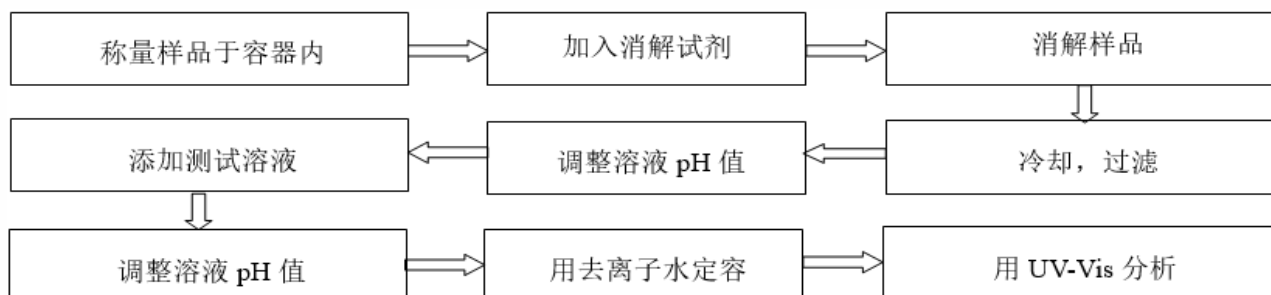 称量样品于容器内
加入消解试剂
消解样品
冷却，过滤
调整溶液 pH 值
添加测试溶液
调整溶液 pH 值
用去离子水定容
用 UV-Vis 分析